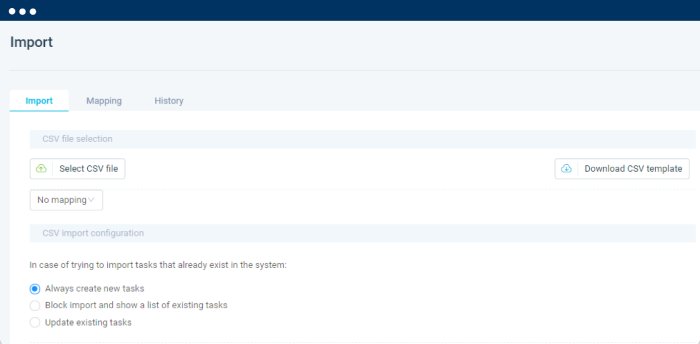 Import
Import Mapping History
CSV file selection
Select CSV file Download CSV template
No mapping
CSV Import configuration
In case of trying to import tasks that already exist in the system:
Always create new tasks
Block import and show a list of existing tasks
Update existing tasks